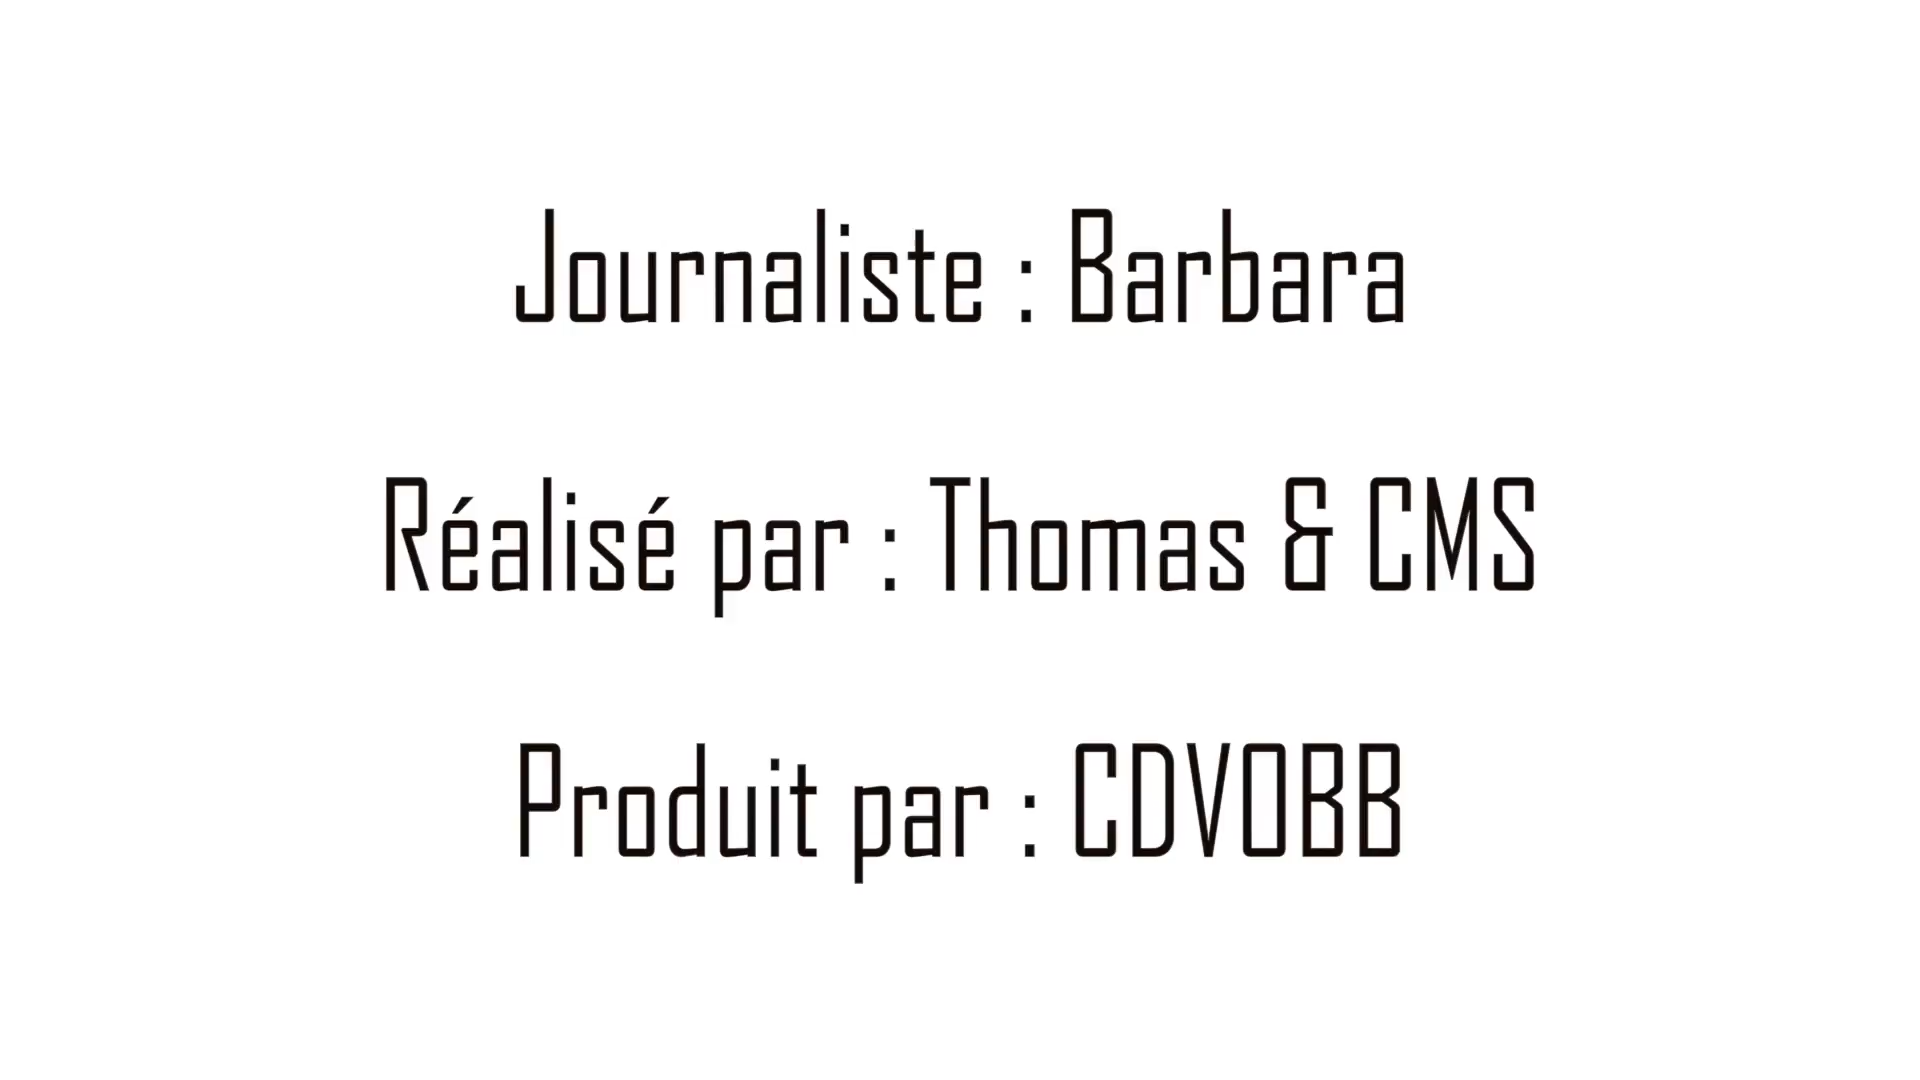 Journaliste : Barbara
Réalisé par : Thomas & CMS
Produit par : CDVOBB